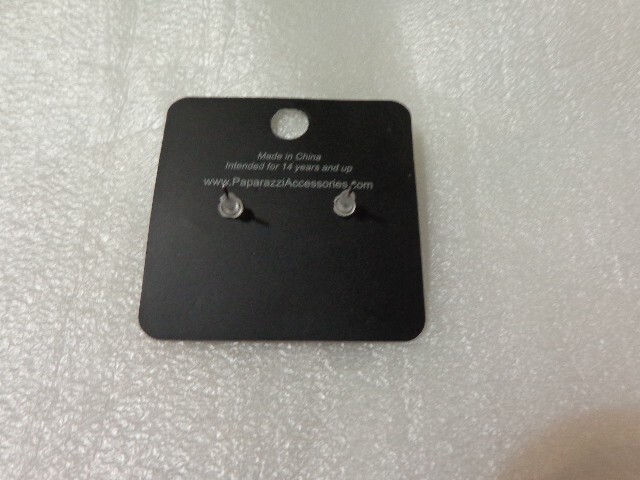 Made in China
Intended for 14 years and up
www.PaparazziAccessories.com